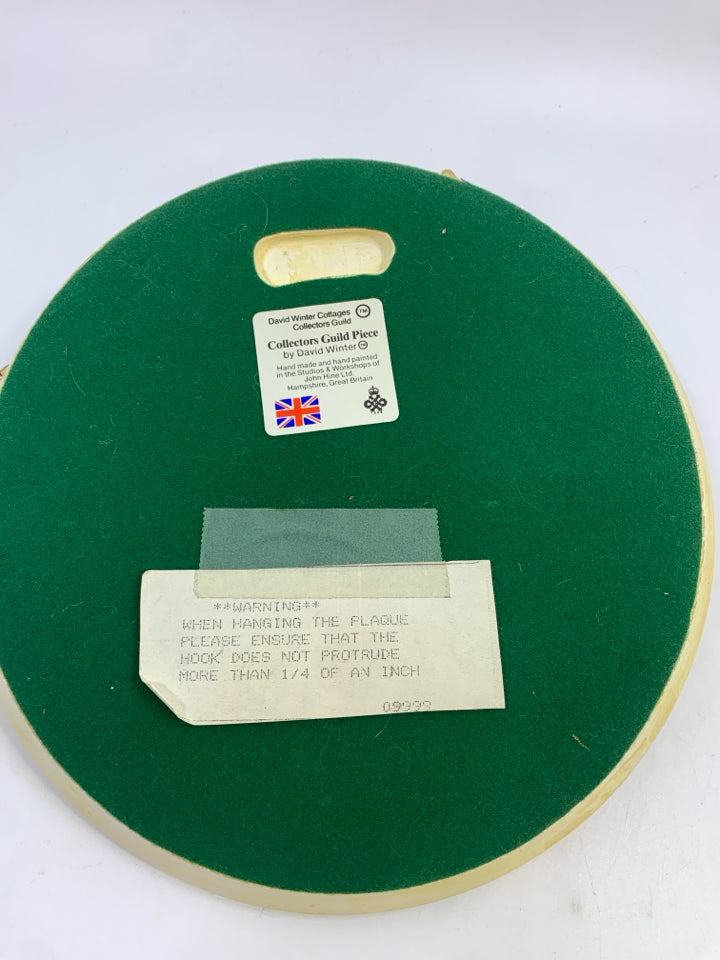 David Winter Cottages TM
Collectors Guild
Collectors Guild Piece
by David Winter TM
Hand made and hand painted
in the Studios & Workshops of
John Hine Ltd.
Hampshire, Great Britain
**WARNING**
WHEN HANGING THE PLAQUE
PLEASE ENSURE THAT THE
HOOK DOES NOT PROTRUDE
MORE THAN 1/4 OF AN INCH